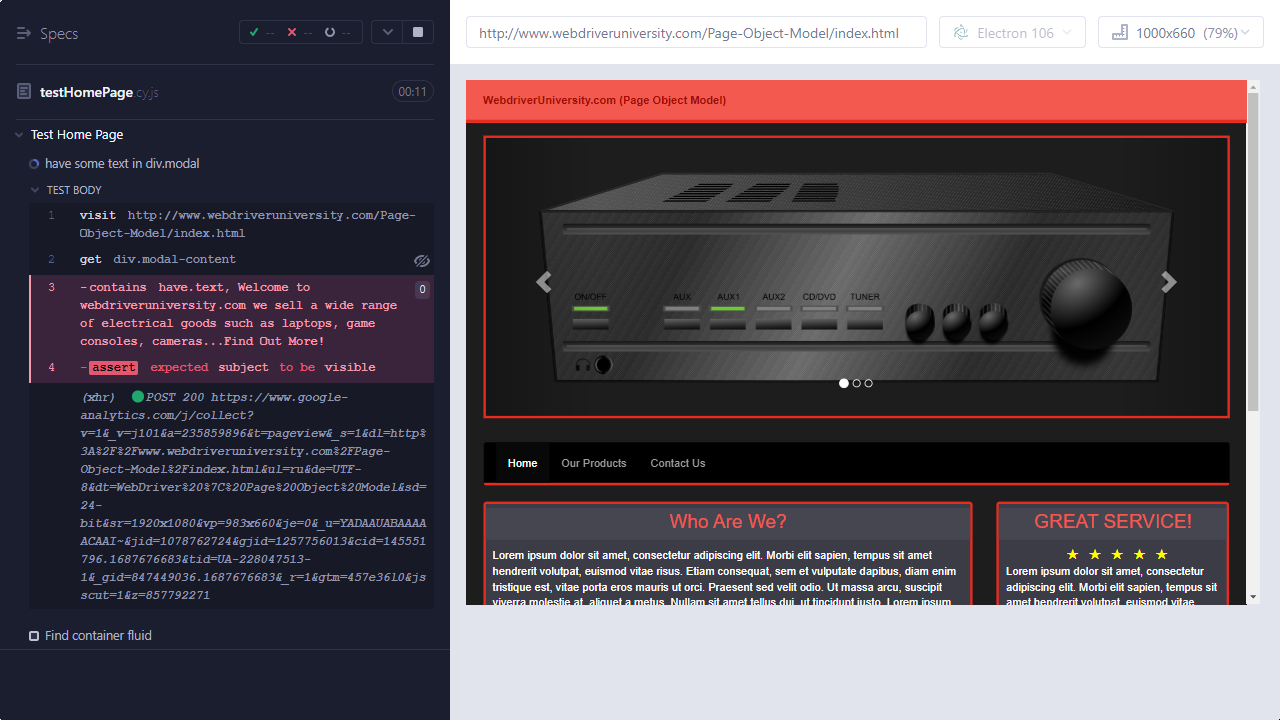 Specs
-- -- --
http://www.webdriveruniversity.com/Page-Object-Model/index.html
Electron 106
1000x660 (79%)
testHomePage.cy.js
00:11
Test Home Page
have some text in div.modal
TEST BODY
1 visit http://www.webdriveruniversity.com/Page-
Object-Model/index.html
2 get div.modal-content
3 -contains have.text, Welcome to
webdriveruniversity.com we sell a wide range
of electrical goods such as laptops, game
consoles, cameras...Find Out More!
0
4 -assert expected subject to be visible
(xhr) POST 200 https://www.google-
analytics.com/j/collect?
v=1&_v=j101&a=235859896&t=pageview&_s=1&dl=http%
3A%2F%2Fwww.webdriveruniversity.com%2FPage-
Object-Model%2Findex.html&ul=ru&de=UTF-
8&dt=WebDriver%20%7C%20Page%20Object%20Model&sd=
24-
bit&sr=1920x1080&vp=983x660&je=0&_u=YADAAUABAAAA
ACAAI~&jid=1078762724&gjid=1257756013&cid=145551
796.1687676683&tid=UA-228047513-
1&_gid=847449036.1687676683&_r=1&gtm=457e36l0&js
scut=1&z=857792271
Find container fluid
WebdriverUniversity.com (Page Object Model)
ON/OFF AUX AUX1 AUX2 CD/DVD TUNER
Home Our Products Contact Us
Who Are We?
Lorem ipsum dolor sit amet, consectetur adipiscing elit. Morbi elit sapien, tempus sit amet
hendrerit volutpat, euismod vitae risus. Etiam consequat, sem et vulputate dapibus, diam enim
tristique est, vitae porta eros mauris ut orci. Praesent sed velit odio. Ut massa arcu, suscipit
viverra molestie at, aliquet a metus. Nullam sit amet tellus dui, ut tincidunt justo. Lorem ipsum
GREAT SERVICE!
Lorem ipsum dolor sit amet, consectetur
adipiscing elit. Morbi elit sapien, tempus sit
amet hendrerit volutpat, euismod vitae